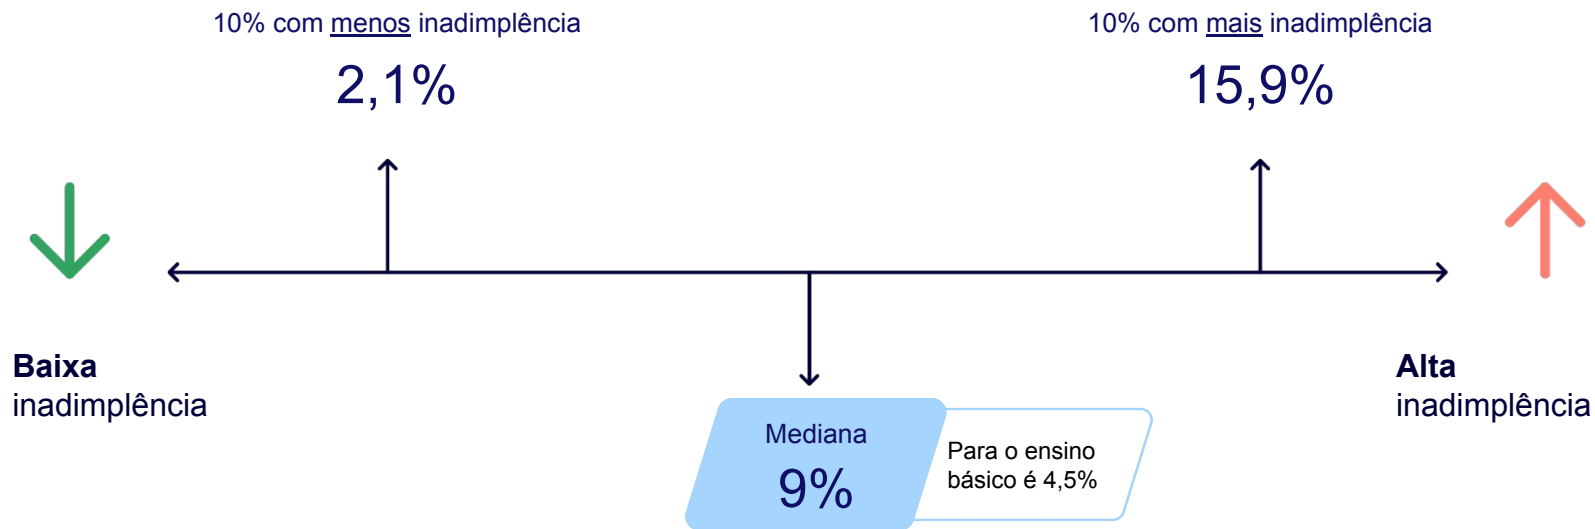 10% com menos inadimplência
2,1%
10% com mais inadimplência
15,9%
Baixa
inadimplência
Alta
inadimplência
Mediana
9%
Para o ensino
básico é 4,5%